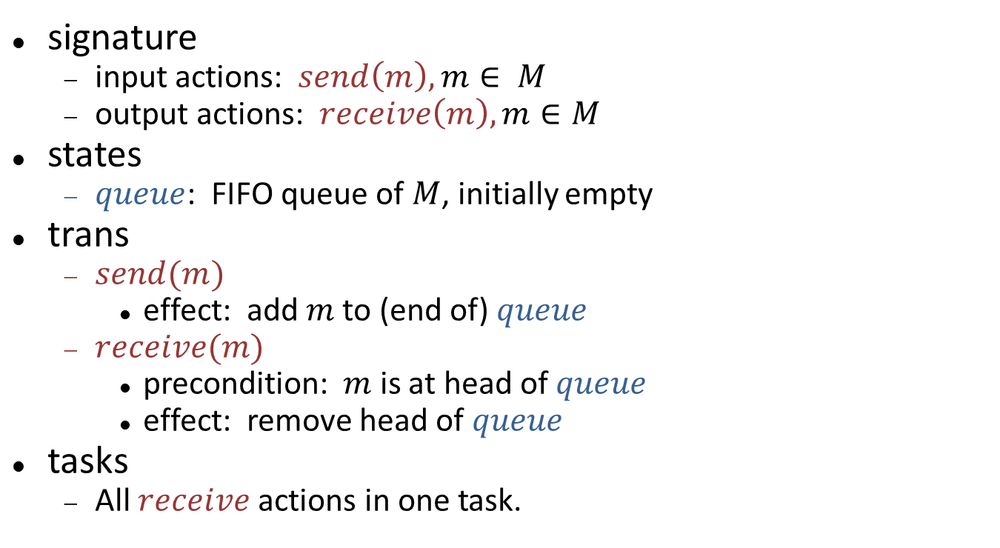 • signature
– input actions: send(m), m ∈ M
– output actions: receive(m), m ∈ M
• states
– queue: FIFO queue of M, initially empty
• trans
– send(m)
• effect: add m to (end of) queue
– receive(m)
• precondition: m is at head of queue
• effect: remove head of queue
• tasks
– All receive actions in one task.